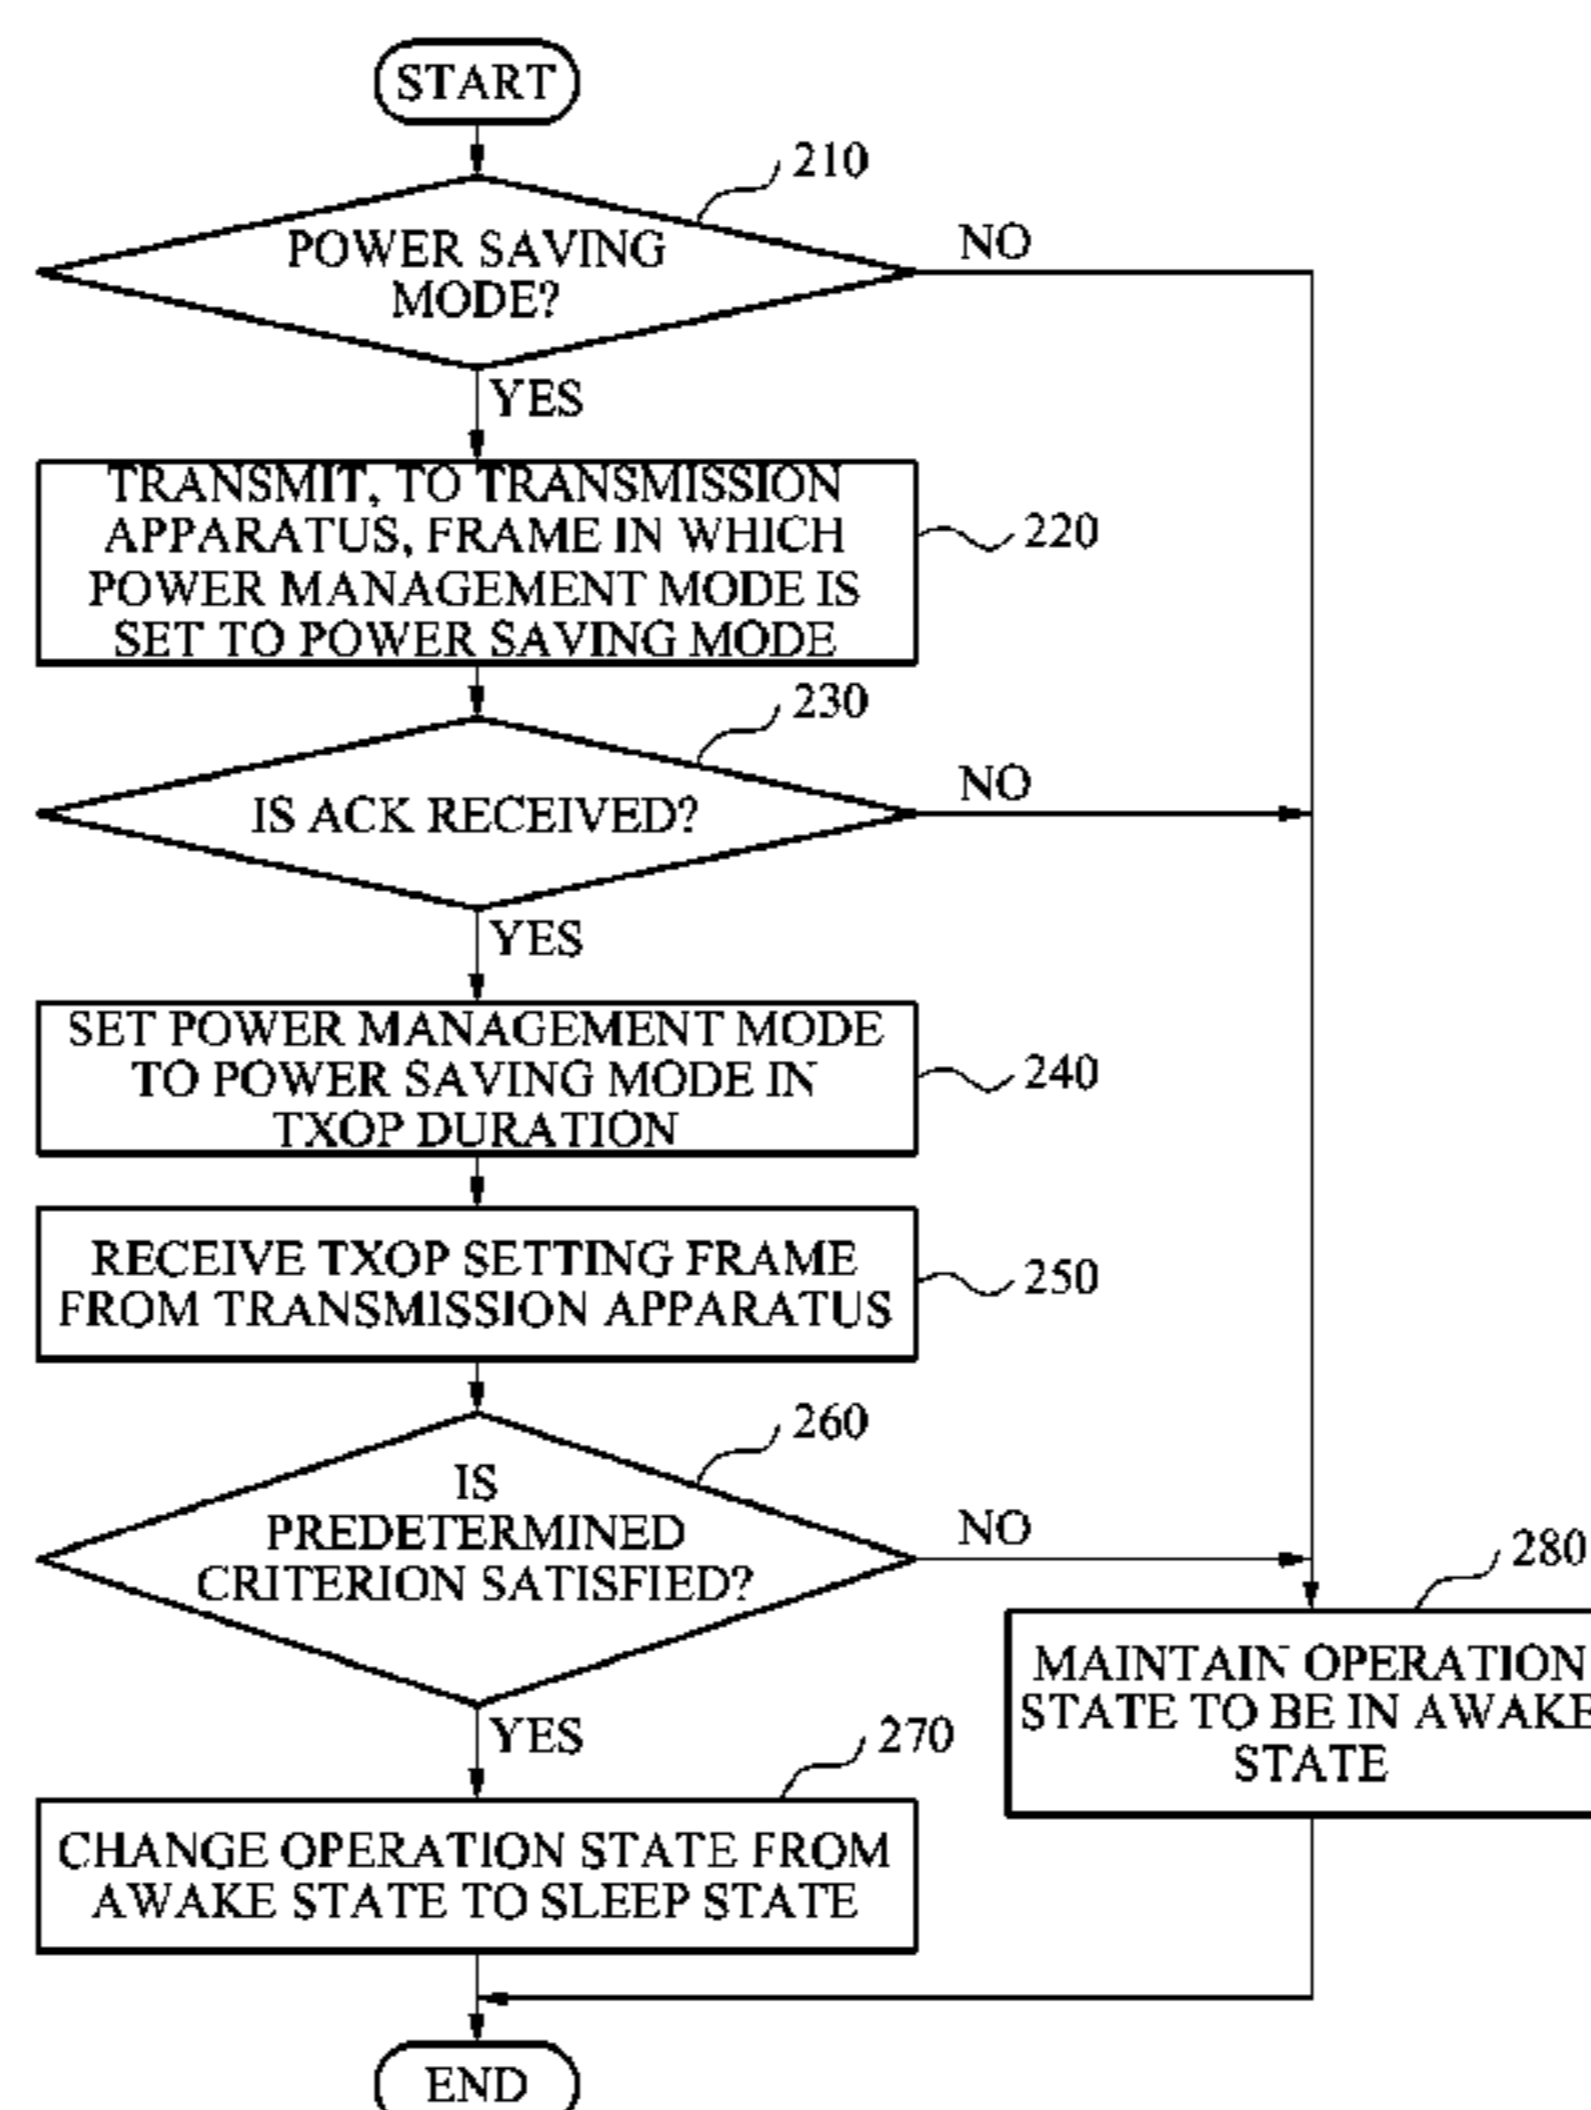 START
210
POWER SAVING
MODE?
NO
YES
TRANSMIT, TO TRANSMISSION
APPARATUS, FRAME IN WHICH
POWER MANAGEMENT MODE IS
SET TO POWER SAVING MODE
220
230
IS ACK RECEIVED?
NO
YES
SET POWER MANAGEMENT MODE
TO POWER SAVING MODE IN
TXOP DURATION
240
RECEIVE TXOP SETTING FRAME
FROM TRANSMISSION APPARATUS
250
260
IS
PREDETERMINED
CRITERION SATISFIED?
NO
YES
280
MAINTAIN OPERATION
STATE TO BE IN AWAKE
STATE
270
CHANGE OPERATION STATE FROM
AWAKE STATE TO SLEEP STATE
END